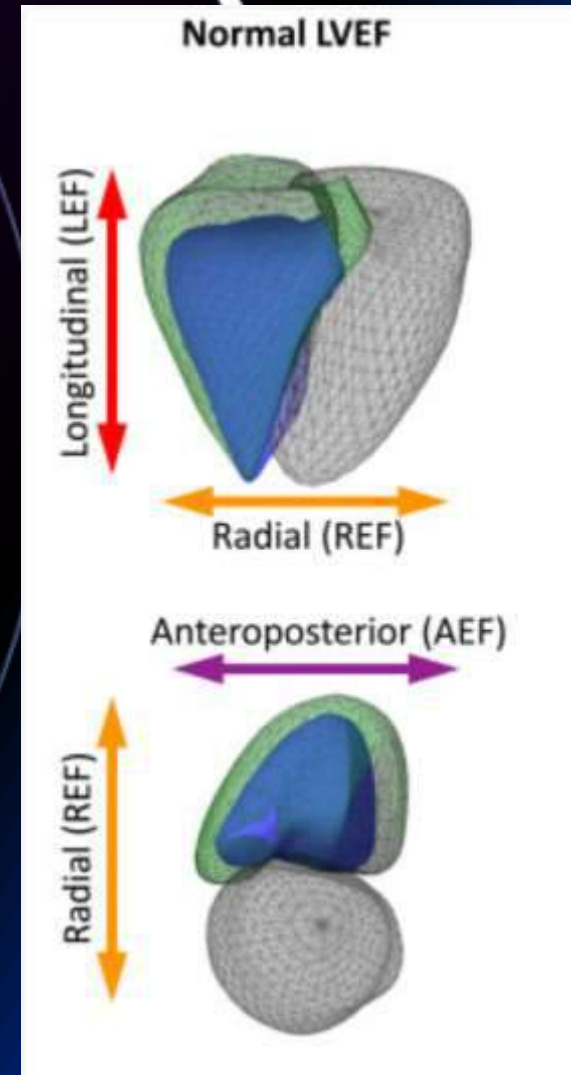 Normal LVEF
Longitudinal (LEF)
Radial (REF)
Anteroposterior (AEF)
Radial (REF)